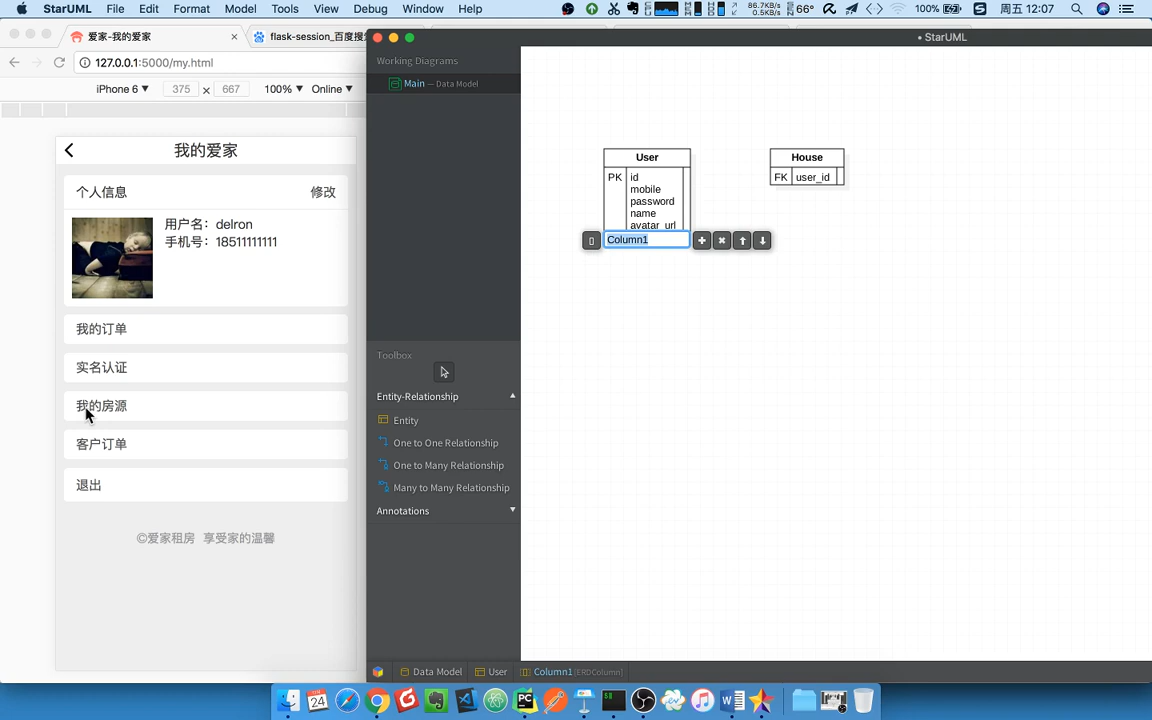 StarUML File Edit Format Model Tools View Debug Window Help
86.7KB/s
0.5KB/s
66°
100%
周五 12:07
爱家-我的爱家
flask-session_百度搜
StarUML
127.0.0.1:5000/my.html
iPhone 6 ▼ 375 × 667 100% ▼ Online ▼
我的爱家
个人信息 修改
用户名：delron
手机号：18511111111
我的订单
实名认证
我的房源
客户订单
退出
©爱家租房 享受家的温馨
Working Diagrams
Main — Data Model
Toolbox
Entity-Relationship
Entity
One to One Relationship
One to Many Relationship
Many to Many Relationship
Annotations
User
PK id
mobile
password
name
avatar_url
Column1
House
FK user_id
Data Model User Column1 [ERDColumn]